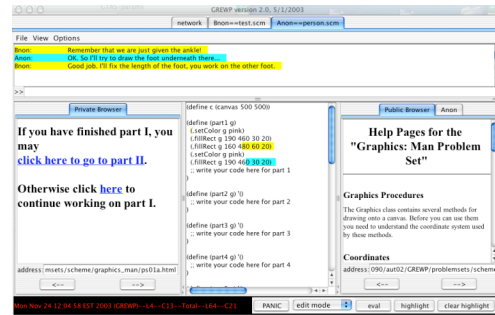 GREWP version 2.0, 5/1/2003
network
Bnon==test.scm
Anon==person.scm
File View Options
Bnon: Remember that we are just given the ankle!
Anon: OK. So I'll try to draw the foot underneath there...
Bnon: Good job. I'll fix the length of the foot, you work on the other foot.
>>
Private Browser
If you have finished part I, you
may
click here to go to part II.
Otherwise click here to
continue working on part I.
address: msets/scheme/graphics_man/ps01a.html
<--
-->
(define c (canvas 500 500))
(define (part1 g)
(.setColor g pink)
(.fillRect g 190 460 30 20)
(.fillRect g 160 480 60 20)
(.setColor g pink)
(.fillRect g 190 460 30 20)
;; write your code here for part 1
)
(define (part2 g) '()
;; write your code here for part 2
)
(define (part3 g) '()
;; write your code here for part 3
)
(define (part4 g) '()
;; write your code here for part 4
)
Public Browser
Anon
Help Pages for the
"Graphics: Man Problem
Set"
Graphics Procedures
The Graphics class contains several methods for
drawing onto a canvas. Before you can use them
you need to understand the coordinate system used
by these methods.
Coordinates
address: 090/aut02/GREWP/problemsets/scheme
<--
-->
Mon Nov 24 12:94:58 EST 2003 (GREWP)--L4--C13--Total--L64--C21
PANIC
edit mode
eval
highlight
clear highlight